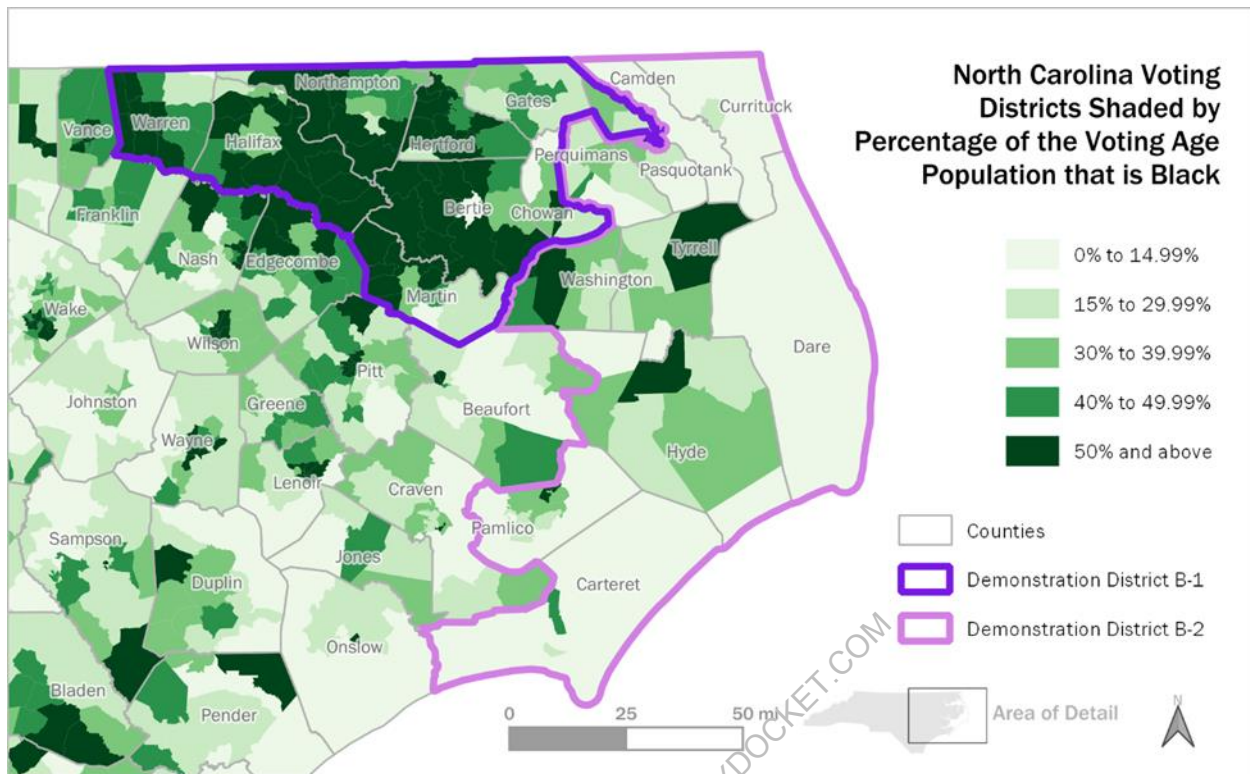 North Carolina Voting
Districts Shaded by
Percentage of the Voting Age
Population that is Black
0% to 14.99%
15% to 29.99%
30% to 39.99%
40% to 49.99%
50% and above
Counties
Demonstration District B-1
Demonstration District B-2
Area of Detail
N
0 25 50 mi
Camden
Currituck
Northampton
Gates
Vance
Warren
Halifax
Hertford
Perquimans
Pasquotank
Franklin
Bertie
Chowan
Nash
Edgecombe
Tyrrell
Washington
Martin
Wake
Wilson
Dare
Pitt
Johnston
Greene
Beaufort
Wayne
Hyde
Lenoir
Craven
Pamlico
Sampson
Jones
Duplin
Carteret
Onslow
Bladen
Pender
YDOCKET.COM